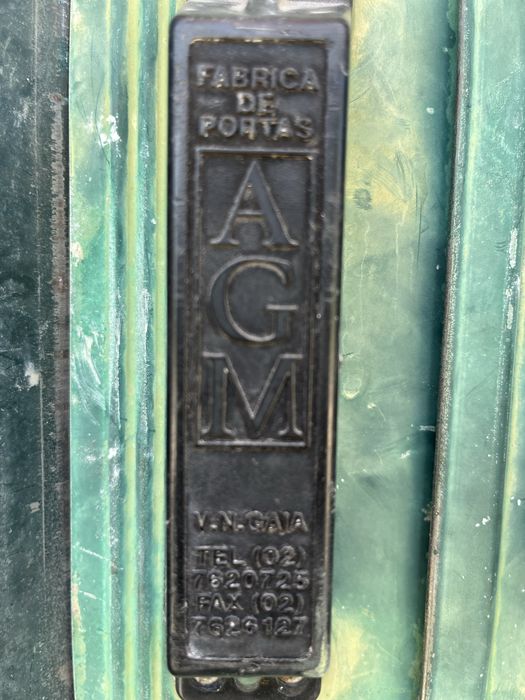 FABRICA
DE
PORTAS
A
G
M
V.N.GAIA
TEL.(02)
7620725
FAX (02)
7626127